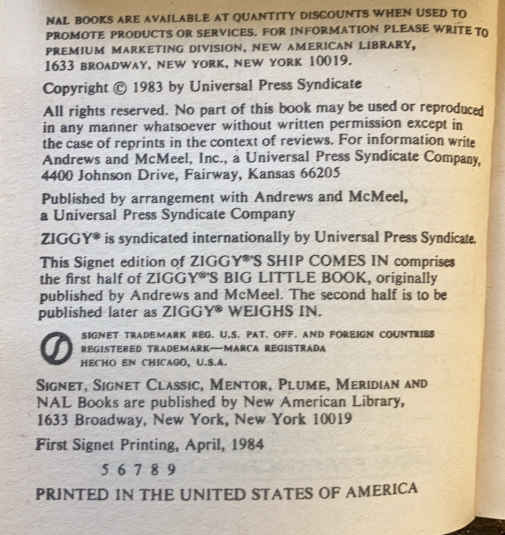 NAL BOOKS ARE AVAILABLE AT QUANTITY DISCOUNTS WHEN USED TO
PROMOTE PRODUCTS OR SERVICES. FOR INFORMATION PLEASE WRITE TO
PREMIUM MARKETING DIVISION, NEW AMERICAN LIBRARY,
1633 BROADWAY, NEW YORK, NEW YORK 10019.
Copyright © 1983 by Universal Press Syndicate
All rights reserved. No part of this book may be used or reproduced
in any manner whatsoever without written permission except in
the case of reprints in the context of reviews. For information write
Andrews and McMeel, Inc., a Universal Press Syndicate Company,
4400 Johnson Drive, Fairway, Kansas 66205
Published by arrangement with Andrews and McMeel,
a Universal Press Syndicate Company
ZIGGY® is syndicated internationally by Universal Press Syndicate.
This Signet edition of ZIGGY®'S SHIP COMES IN comprises
the first half of ZIGGY®'S BIG LITTLE BOOK, originally
published by Andrews and McMeel. The second half is to be
published later as ZIGGY® WEIGHS IN.
SIGNET TRADEMARK REG. U.S. PAT. OFF. AND FOREIGN COUNTRIES
REGISTERED TRADEMARK—MARCA REGISTRADA
HECHO EN CHICAGO, U.S.A.
SIGNET, SIGNET CLASSIC, MENTOR, PLUME, MERIDIAN AND
NAL Books are published by New American Library,
1633 Broadway, New York, New York 10019
First Signet Printing, April, 1984
5 6 7 8 9
PRINTED IN THE UNITED STATES OF AMERICA